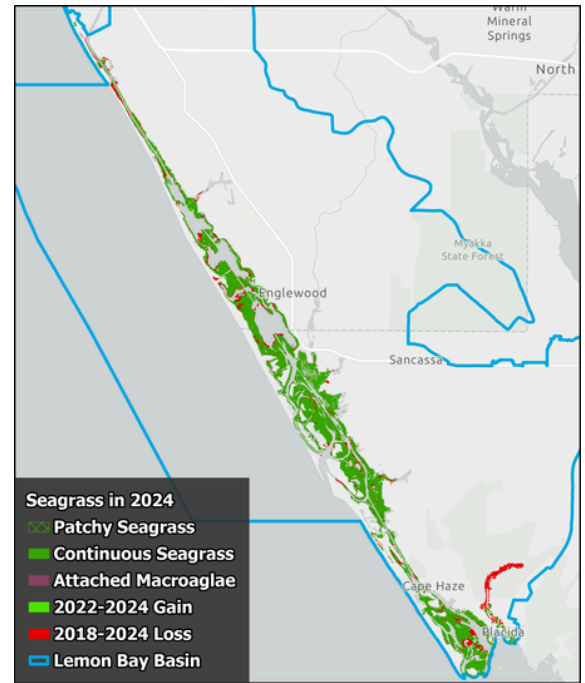 Warm
Mineral
Springs
North
Myakka
State Forest
Englewood
Sancassa
Seagrass in 2024
Patchy Seagrass
Continuous Seagrass
Attached Macroaglae
2022-2024 Gain
2018-2024 Loss
Lemon Bay Basin
Cape Haze
Placida